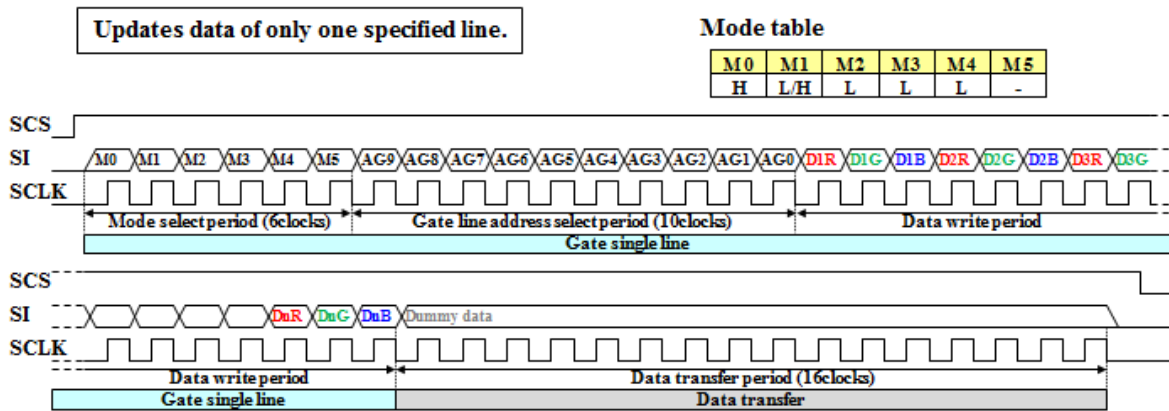 Updates data of only one specified line.
Mode table
M0 M1 M2 M3 M4 M5
H L/H L L L -
SCS
SI M0 M1 M2 M3 M4 M5 AG9 AG8 AG7 AG6 AG5 AG4 AG3 AG2 AG1 AG0 D1R D1G D1B D2R D2G D2B D3R D3G
SCLK
Mode select period (6clocks) Gate line address select period (10clocks) Data write period
Gate single line
SCS
SI DnR DnG DnB Dummy data
SCLK
Data write period Data transfer period (16clocks)
Gate single line Data transfer